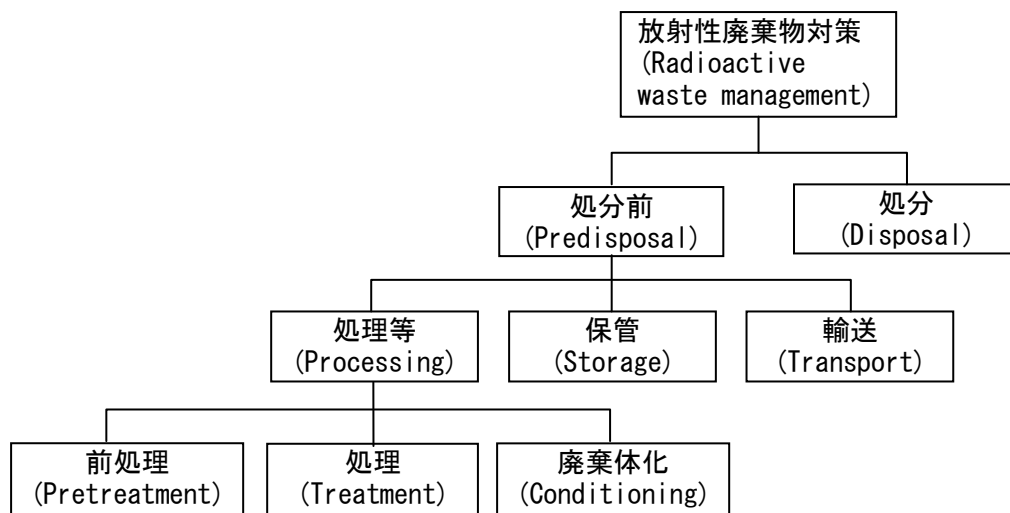 放射性廃棄物対策
(Radioactive
waste management)
処分前
(Predisposal)
処分
(Disposal)
処理等
(Processing)
保管
(Storage)
輸送
(Transport)
前処理
(Pretreatment)
処理
(Treatment)
廃棄体化
(Conditioning)